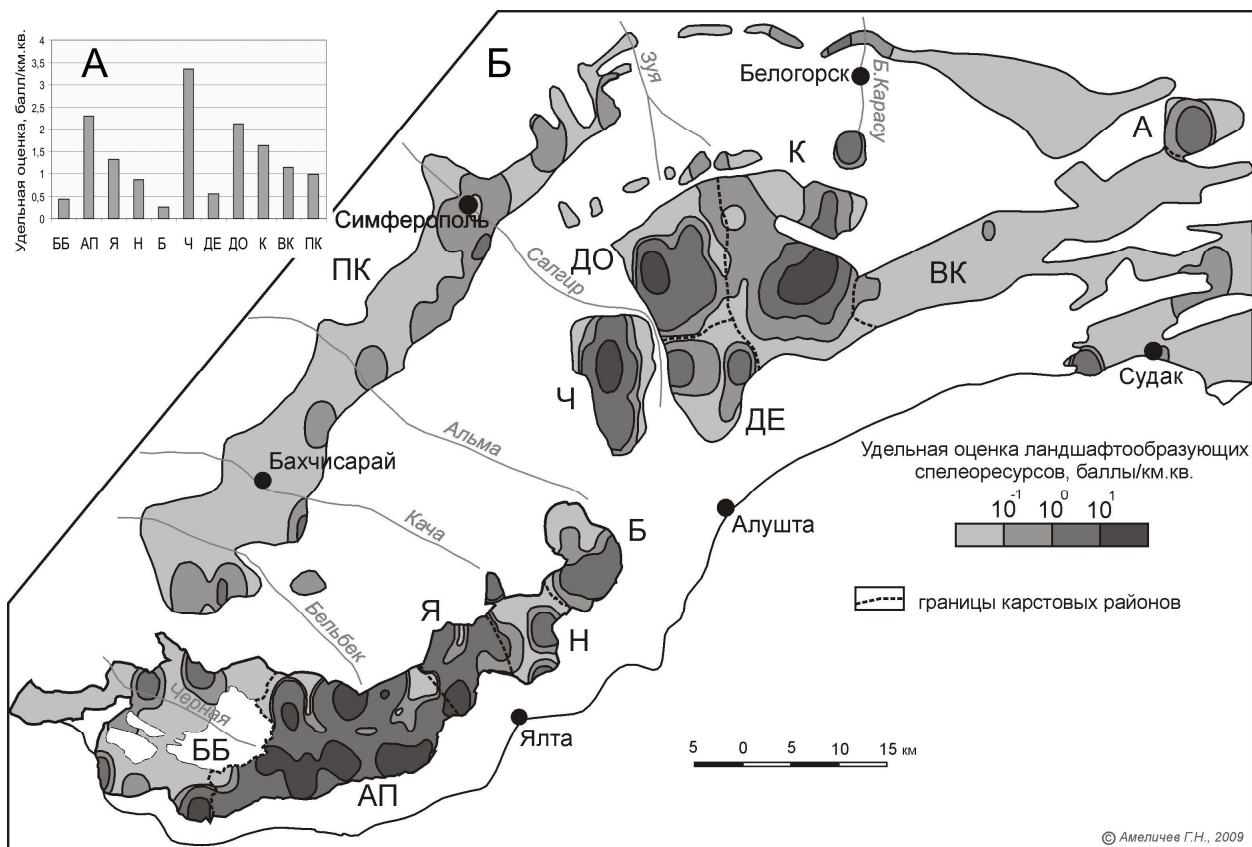 А
Удельная оценка, балл/км.кв.
4
3,5
3
2,5
2
1,5
1
0,5
0
ББ АП Я Н Б Ч ДЕ ДО К ВК ПК
Б
Зуя
Белогорск
Б.Карасу
А
К
Симферополь
ПК
Салгир
ДО
ВК
Ч
ДЕ
Судак
Альма
Бахчисарай
Кача
Б
Алушта
Удельная оценка ландшафтообразующих
спелеоресурсов, баллы/км.кв.
10⁻¹ 10⁰ 10¹
границы карстовых районов
Бельбек
Я
Н
Черная
ББ
Ялта
АП
5 0 5 10 15 км
© Амеличев Г.Н., 2009